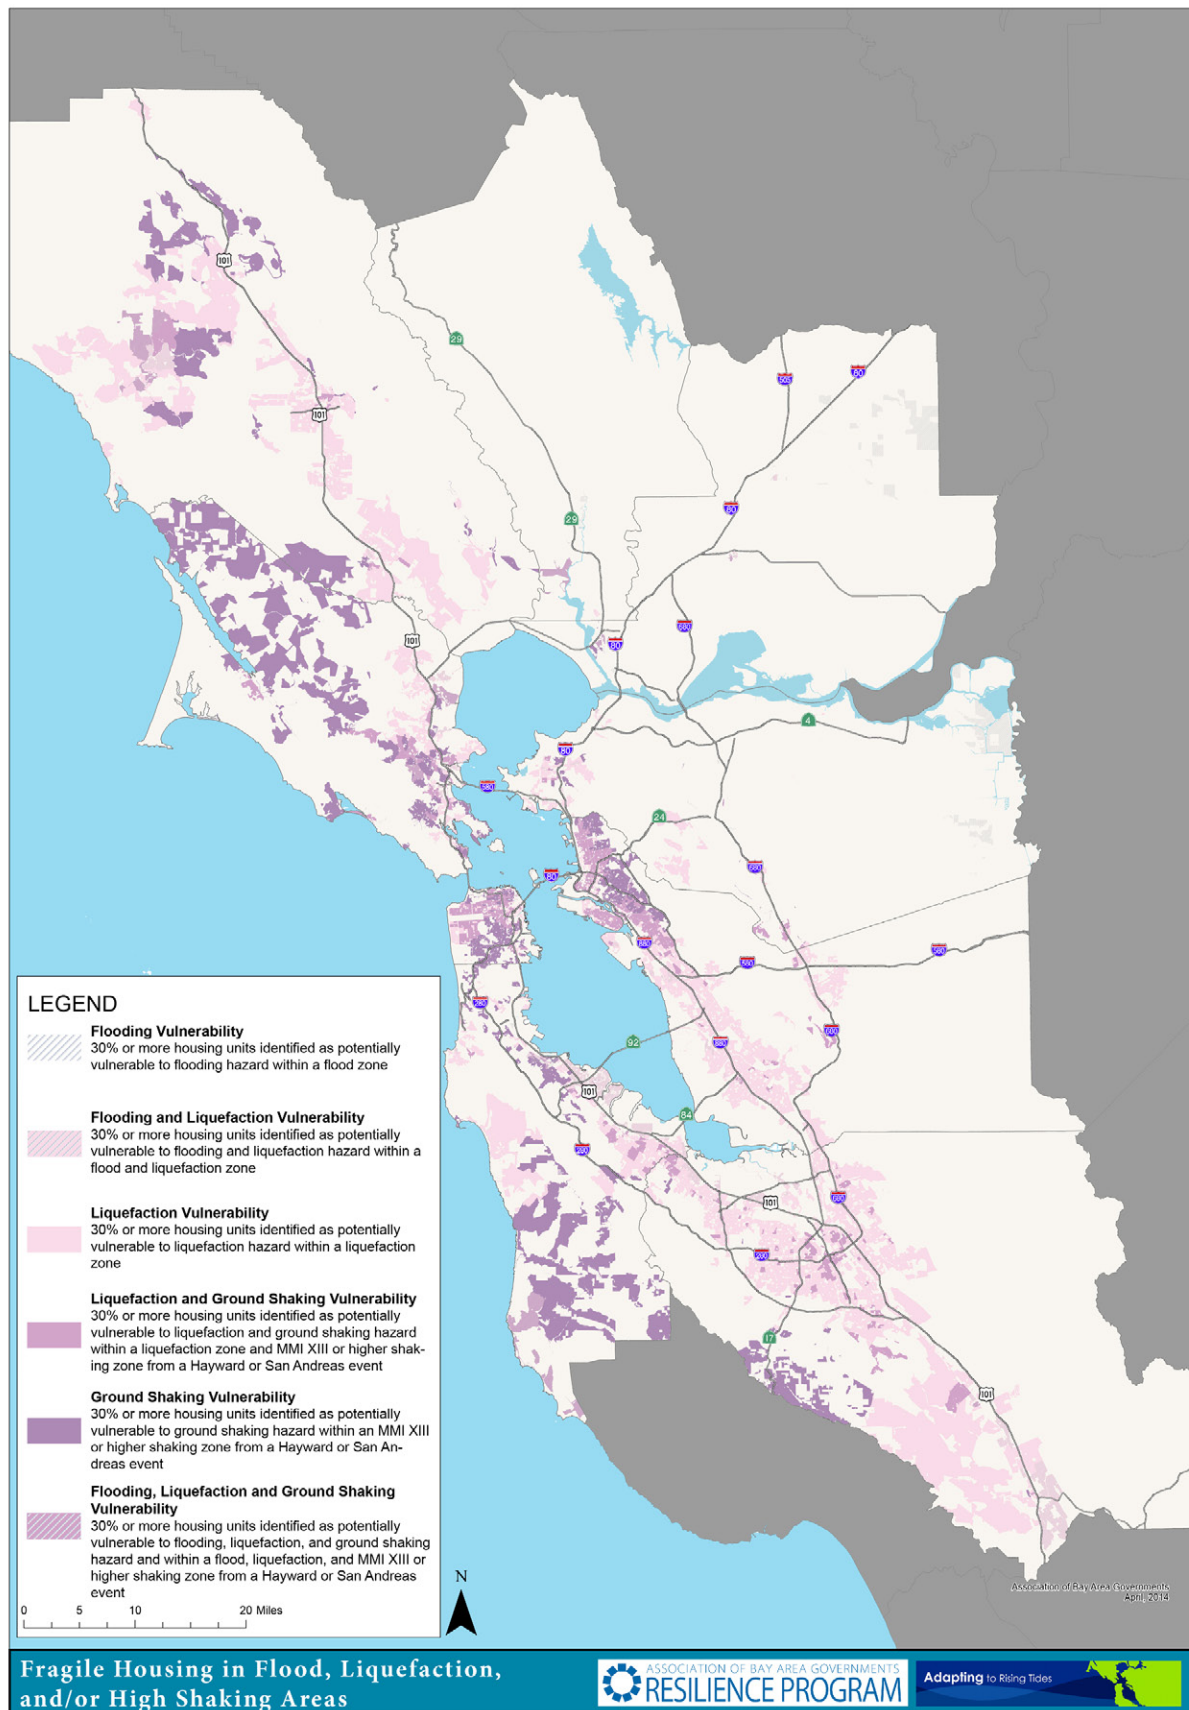 101
29
505
80
101
80
29
101
680
80
4
80
580
24
680
80
880
580
580
280
680
880
92
101
84
280
680
101
280
17
101
LEGEND
Flooding Vulnerability
30% or more housing units identified as potentially
vulnerable to flooding hazard within a flood zone
Flooding and Liquefaction Vulnerability
30% or more housing units identified as potentially
vulnerable to flooding and liquefaction hazard within a
flood and liquefaction zone
Liquefaction Vulnerability
30% or more housing units identified as potentially
vulnerable to liquefaction hazard within a liquefaction
zone
Liquefaction and Ground Shaking Vulnerability
30% or more housing units identified as potentially
vulnerable to liquefaction and ground shaking hazard
within a liquefaction zone and MMI XIII or higher shak-
ing zone from a Hayward or San Andreas event
Ground Shaking Vulnerability
30% or more housing units identified as potentially
vulnerable to ground shaking hazard within an MMI XIII
or higher shaking zone from a Hayward or San An-
dreas event
Flooding, Liquefaction and Ground Shaking
Vulnerability
30% or more housing units identified as potentially
vulnerable to flooding, liquefaction, and ground shaking
hazard and within a flood, liquefaction, and MMI XIII or
higher shaking zone from a Hayward or San Andreas
event
0 5 10 20 Miles
N
Association of Bay Area Governments
April, 2014
Fragile Housing in Flood, Liquefaction,
and/or High Shaking Areas
ASSOCIATION OF BAY AREA GOVERNMENTS
RESILIENCE PROGRAM
Adapting to Rising Tides